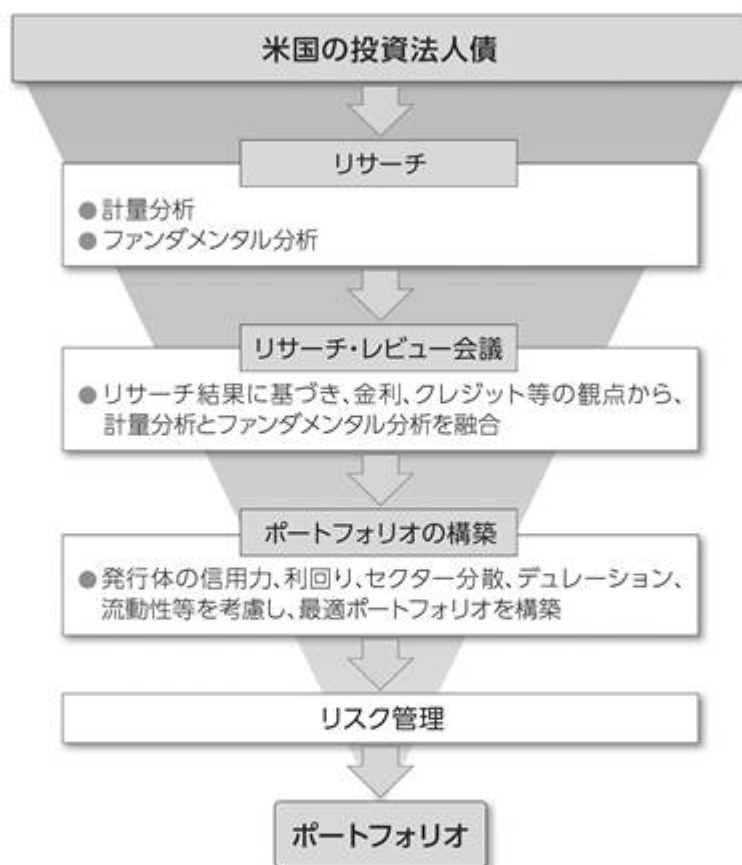 米国の投資法人債
リサーチ
●計量分析
●ファンダメンタル分析
リサーチ・レビュー会議
●リサーチ結果に基づき、金利、クレジット等の観点から、
計量分析とファンダメンタル分析を融合
ポートフォリオの構築
●発行体の信用力、利回り、セクター分散、デュレーション、
流動性等を考慮し、最適ポートフォリオを構築
リスク管理
ポートフォリオ